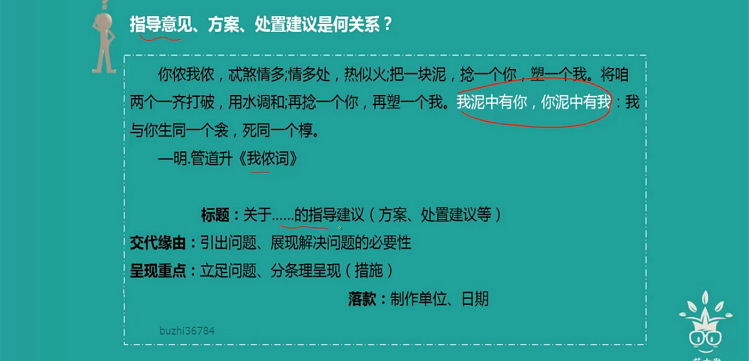 指导意见、方案、处置建议是何关系？
你侬我侬，忒煞情多;情多处，热似火;把一块泥，捻一个你，塑一个我。将咱
两个一齐打破，用水调和;再捻一个你，再塑一个我。我泥中有你，你泥中有我：我
与你生同一个衾，死同一个椁。
—明.管道升《我侬词》
标题：关于……的指导建议（方案、处置建议等）
交代缘由：引出问题、展现解决问题的必要性
呈现重点：立足问题、分条理呈现（措施）
落款：制作单位、日期
buzhi36784